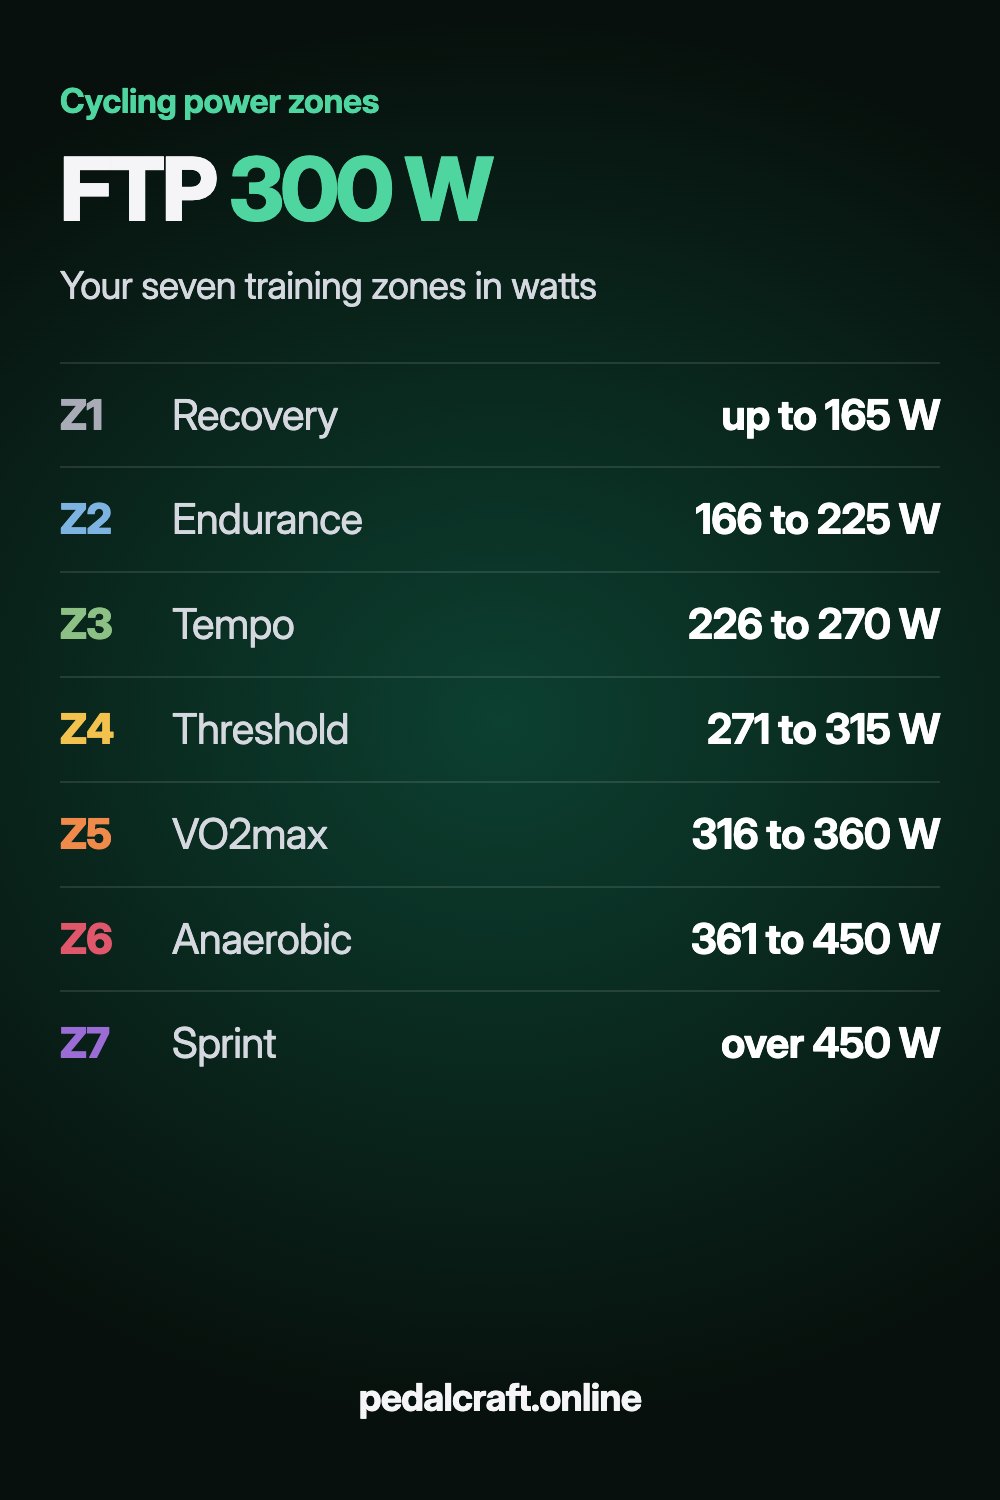 Cycling power zones
FTP 300 W
Your seven training zones in watts
Z1 Recovery up to 165 W
Z2 Endurance 166 to 225 W
Z3 Tempo 226 to 270 W
Z4 Threshold 271 to 315 W
Z5 VO2max 316 to 360 W
Z6 Anaerobic 361 to 450 W
Z7 Sprint over 450 W
pedalcraft.online